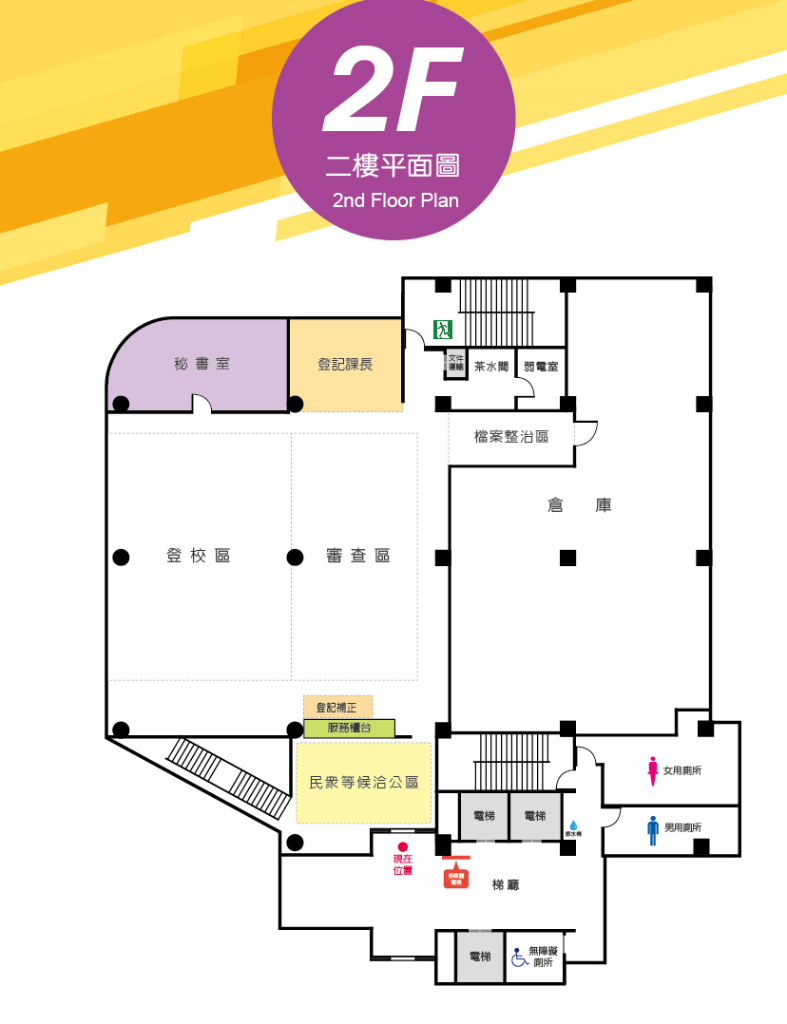 2F
二樓平面圖
2nd Floor Plan
秘書室
登記課長
文件
運輸
茶水間
弱電室
檔案整治區
倉庫
登校區
審查區
登記補正
服務櫃台
民眾等候洽公區
女用廁所
男用廁所
電梯
電梯
飲水機
現在
位置
梯廳
電梯
無障礙
廁所